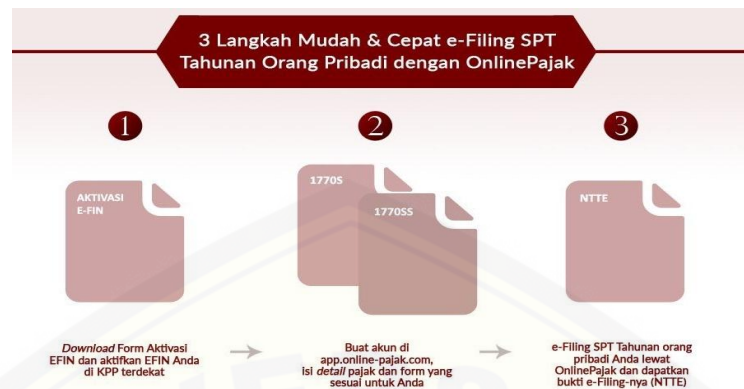 3 Langkah Mudah & Cepat e-Filing SPT
Tahunan Orang Pribadi dengan OnlinePajak
1
2
3
AKTIVASI
E-FIN
1770S
1770SS
NTTE
Download Form Aktivasi
EFIN dan aktifkan EFIN Anda
di KPP terdekat
Buat akun di
app.online-pajak.com,
isi detail pajak dan form yang
sesuai untuk Anda
e-Filing SPT Tahunan orang
pribadi Anda lewat
OnlinePajak dan dapatkan
bukti e-Filing-nya (NTTE)